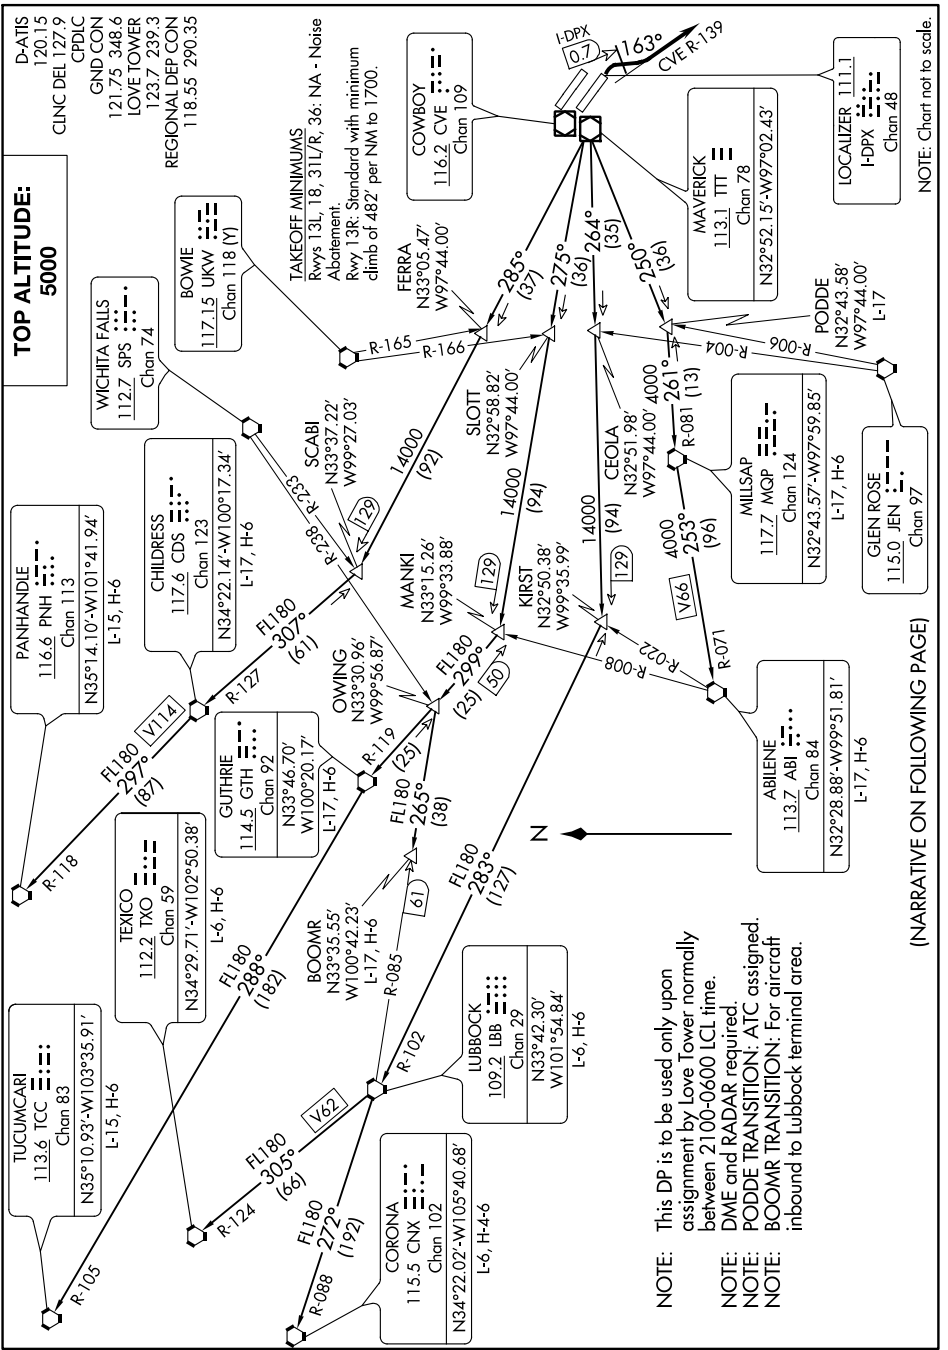 TOP ALTITUDE:
5000
D-ATIS
120.15
CLNC DEL 127.9
CPDLC
GND CON
121.75 348.6
LOVE TOWER
123.7 239.3
REGIONAL DEP CON
118.55 290.35
TAKEOFF MINIMUMS
Rwys 13L, 18, 31L/R, 36: NA - Noise
Abatement.
Rwy 13R: Standard with minimum
climb of 482' per NM to 1700.
TUCUMCARI
113.6 TCC
Chan 83
N35°10.93'-W103°35.91'
L-15, H-6
PANHANDLE
116.6 PNH
Chan 113
N35°14.10'-W101°41.94'
L-15, H-6
WICHITA FALLS
112.7 SPS
Chan 74
BOWIE
117.15 UKW
Chan 118 (Y)
CHILDRESS
117.6 CDS
Chan 123
N34°22.14'-W100°17.34'
L-17, H-6
TEXICO
112.2 TXO
Chan 59
N34°29.71'-W102°50.38'
L-6, H-6
GUTHRIE
114.5 GTH
Chan 92
N33°46.70'
W100°20.17'
L-17, H-6
COWBOY
116.2 CVE
Chan 109
I-DPX
0.7
163°
CVE R-139
LOCALIZER 111.1
I-DPX
Chan 48
MAVERICK
113.1 TTT
Chan 78
N32°52.15'-W97°02.43'
FERRA
N33°05.47'
W97°44.00'
SLOTT
N32°58.82'
W97°44.00'
CEOLA
N32°51.98'
W97°44.00'
PODDE
N32°43.58'
W97°44.00'
L-17
SCABI
N33°37.22'
W99°27.03'
MANKI
N33°15.26'
W99°33.88'
KIRST
N32°50.38'
W99°35.99'
OWING
N33°30.96'
W99°56.87'
BOOMR
N33°35.55'
W100°42.23'
L-17, H-6
MILLSAP
117.7 MQP
Chan 124
N32°43.57'-W97°59.85'
L-17, H-6
GLEN ROSE
115.0 JEN
Chan 97
ABILENE
113.7 ABI
Chan 84
N32°28.88'-W99°51.81'
L-17, H-6
LUBBOCK
109.2 LBB
Chan 29
N33°42.30'
W101°54.84'
L-6, H-6
CORONA
115.5 CNX
Chan 102
N34°22.02'-W105°40.68'
L-6, H-4-6
285°
(37)
275°
(36)
264°
(35)
250°
(36)
R-165
R-166
R-004
R-006
14000
(92)
14000
(94)
14000
(94)
4000
261°
(13)
R-081
4000
253°
(96)
V66
R-071
R-233
R-238
129
129
129
R-008
R-022
FL180
307°
(61)
R-127
V114
FL180
297°
(87)
R-118
FL180
299°
(25)
50
R-119
(25)
FL180
265°
(38)
61
R-085
FL180
283°
(127)
R-102
FL180
288°
(182)
R-105
V62
FL180
305°
(66)
R-124
FL180
272°
(192)
R-088
N
NOTE: This DP is to be used only upon
assignment by Love Tower normally
between 2100-0600 LCL time.
NOTE: DME and RADAR required.
NOTE: PODDE TRANSITION: ATC assigned.
NOTE: BOOMR TRANSITION: For aircraft
inbound to Lubbock terminal area.
NOTE: Chart not to scale.
(NARRATIVE ON FOLLOWING PAGE)